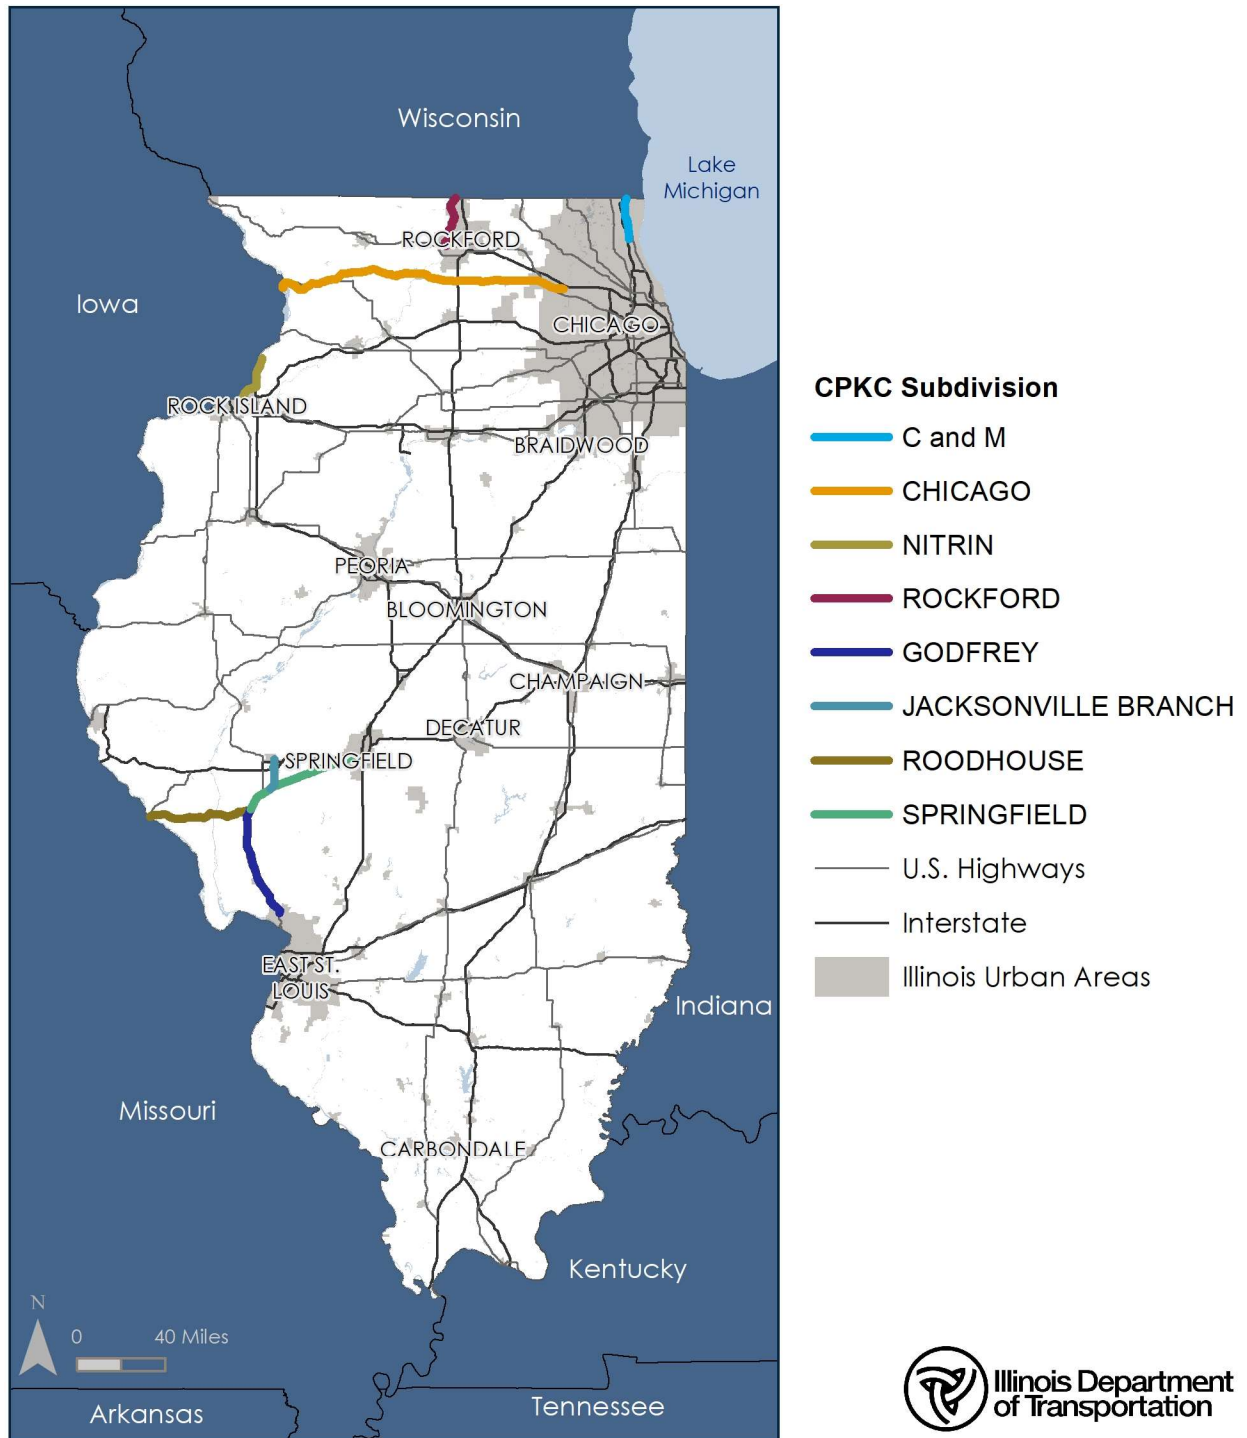 Wisconsin
Lake
Michigan
ROCKFORD
Iowa
CHICAGO
ROCK ISLAND
BRAIDWOOD
PEORIA
BLOOMINGTON
CHAMPAIGN
DECATUR
SPRINGFIELD
EAST ST.
LOUIS
Indiana
Missouri
CARBONDALE
Kentucky
N
0 40 Miles
Arkansas
Tennessee
CPKC Subdivision
C and M
CHICAGO
NITRIN
ROCKFORD
GODFREY
JACKSONVILLE BRANCH
ROODHOUSE
SPRINGFIELD
U.S. Highways
Interstate
Illinois Urban Areas
Illinois Department
of Transportation